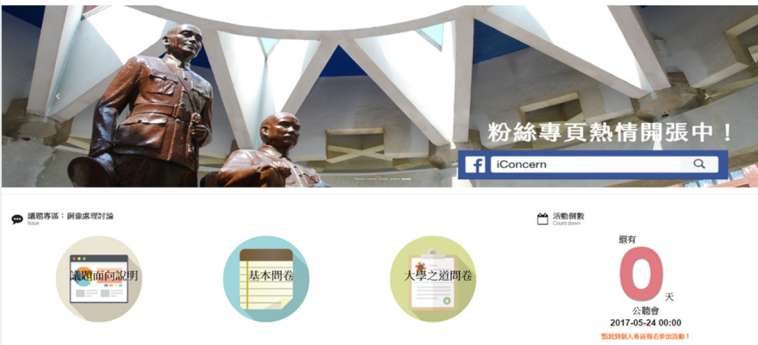 粉絲專頁熱情開張中!
iConcern
議題專區:銅像處理討論
Issue
活動倒數
Count down
議題面向說明
基本問卷
大學之道問卷
還有
0
天
公聽會
2017-05-24 00:00